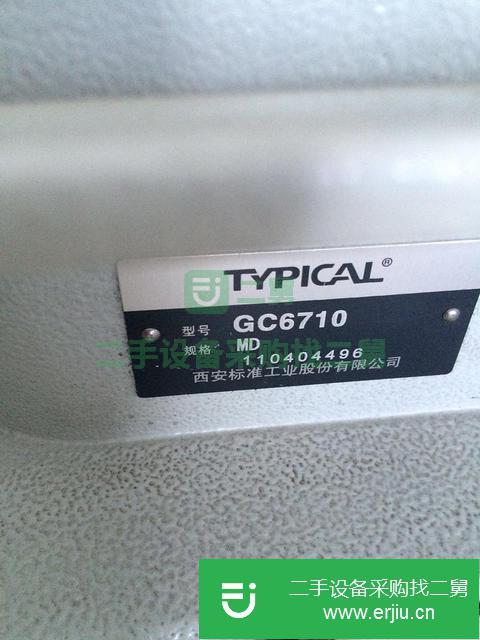 TYPICAL®
型号 GC6710
规格 MD
110404496
西安标准工业股份有限公司
二舅
二手设备采购找二舅
二手设备采购找二舅
www.erjiu.cn